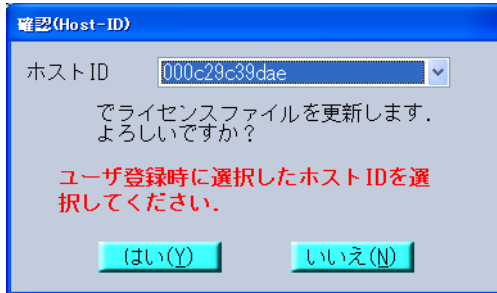 確認(Host-ID)
ホストID 000c29c39dae
でライセンスファイルを更新します.
よろしいですか？
ユーザ登録時に選択したホストIDを選
択してください.
はい(Y) いいえ(N)